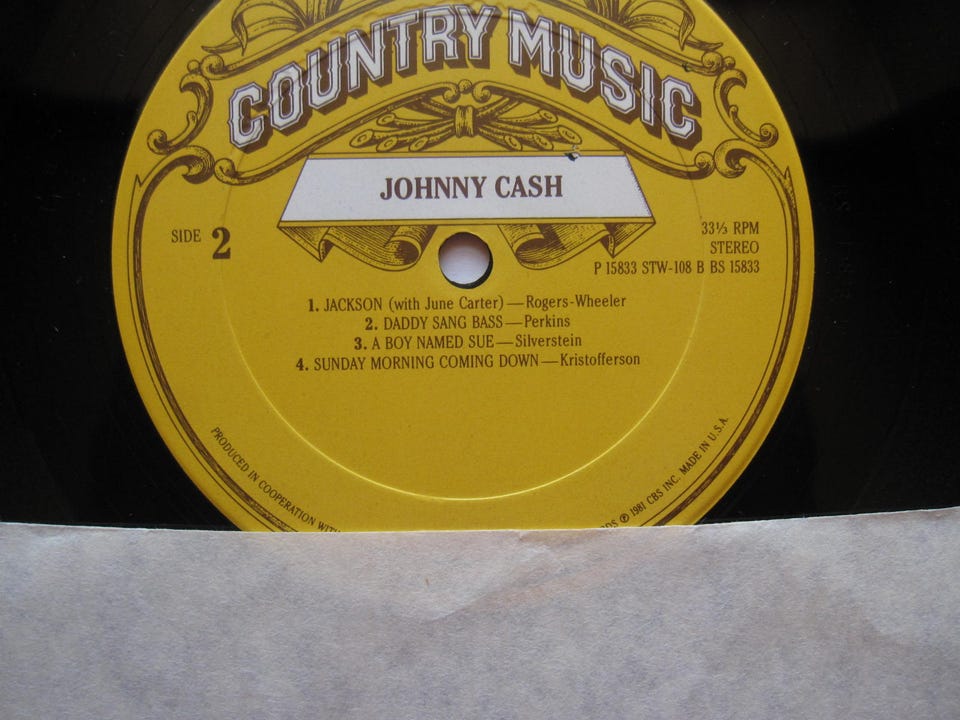 COUNTRY MUSIC
JOHNNY CASH
SIDE 2
33⅓ RPM
STEREO
P 15833 STW-108 B BS 15833
1. JACKSON (with June Carter)—Rogers-Wheeler
2. DADDY SANG BASS—Perkins
3. A BOY NAMED SUE—Silverstein
4. SUNDAY MORNING COMING DOWN—Kristofferson
PRODUCED IN COOPERATION WITH
℗ 1981 CBS INC. MADE IN U.S.A.